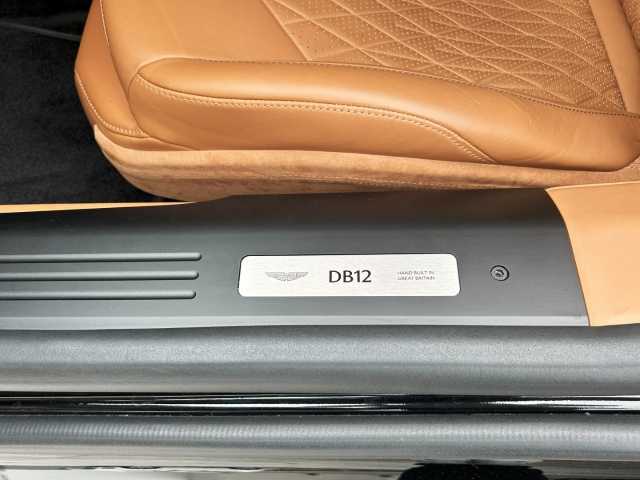 DB12
HAND BUILT IN
GREAT BRITAIN